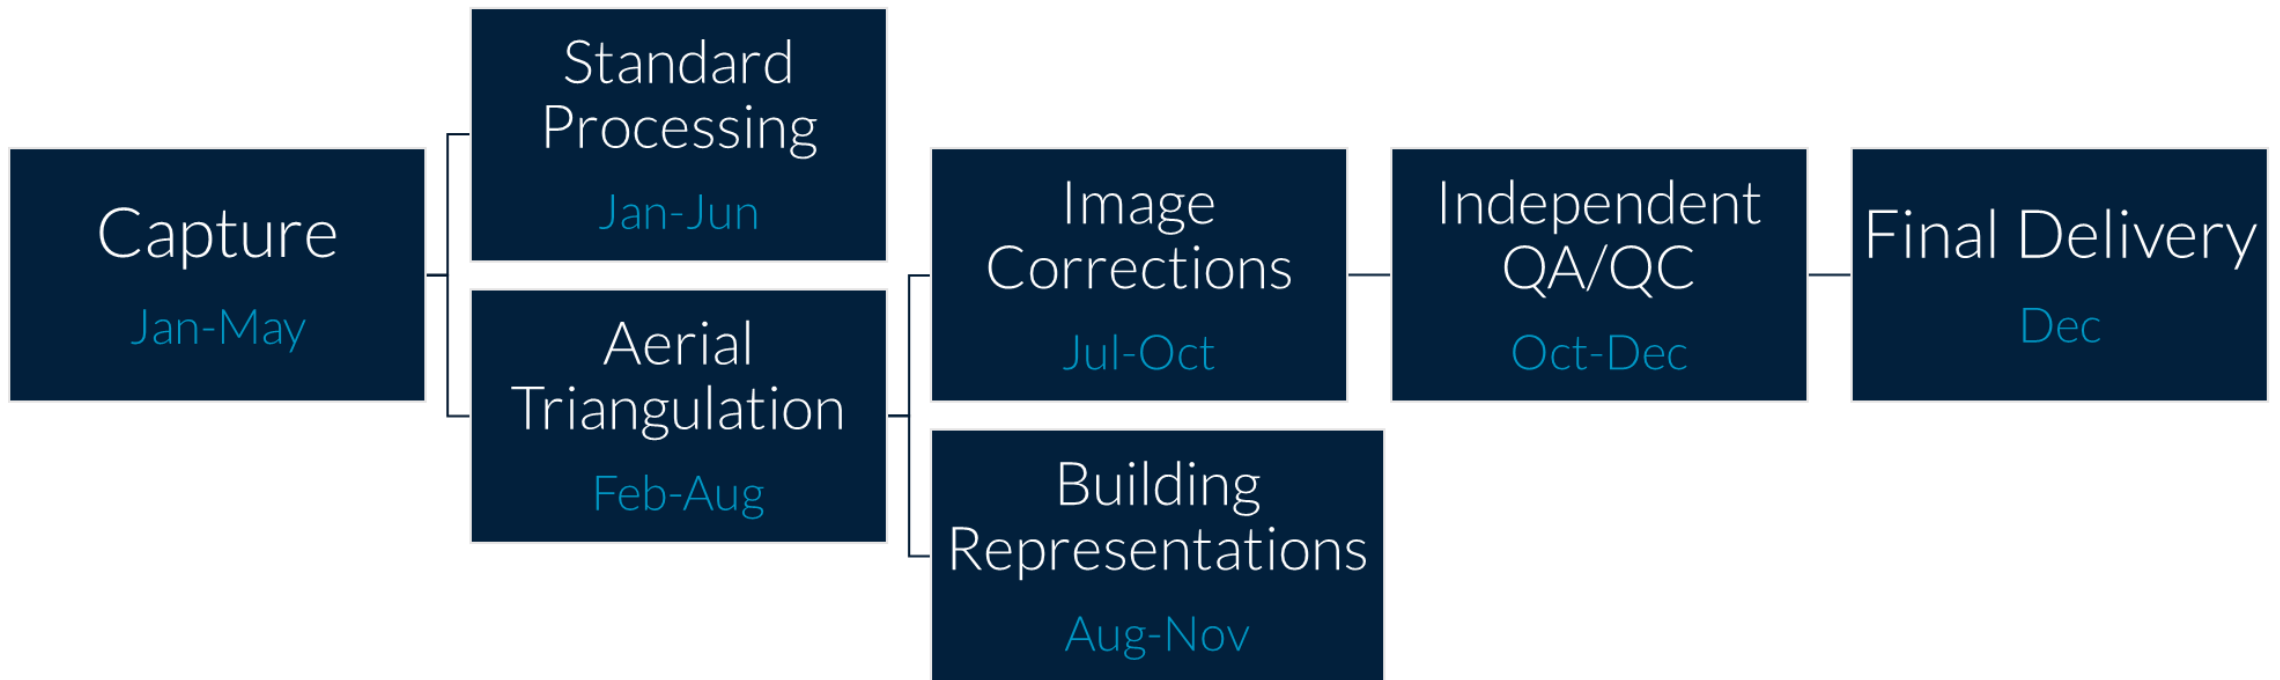 Capture
Jan-May
Standard
Processing
Jan-Jun
Aerial
Triangulation
Feb-Aug
Image
Corrections
Jul-Oct
Building
Representations
Aug-Nov
Independent
QA/QC
Oct-Dec
Final Delivery
Dec